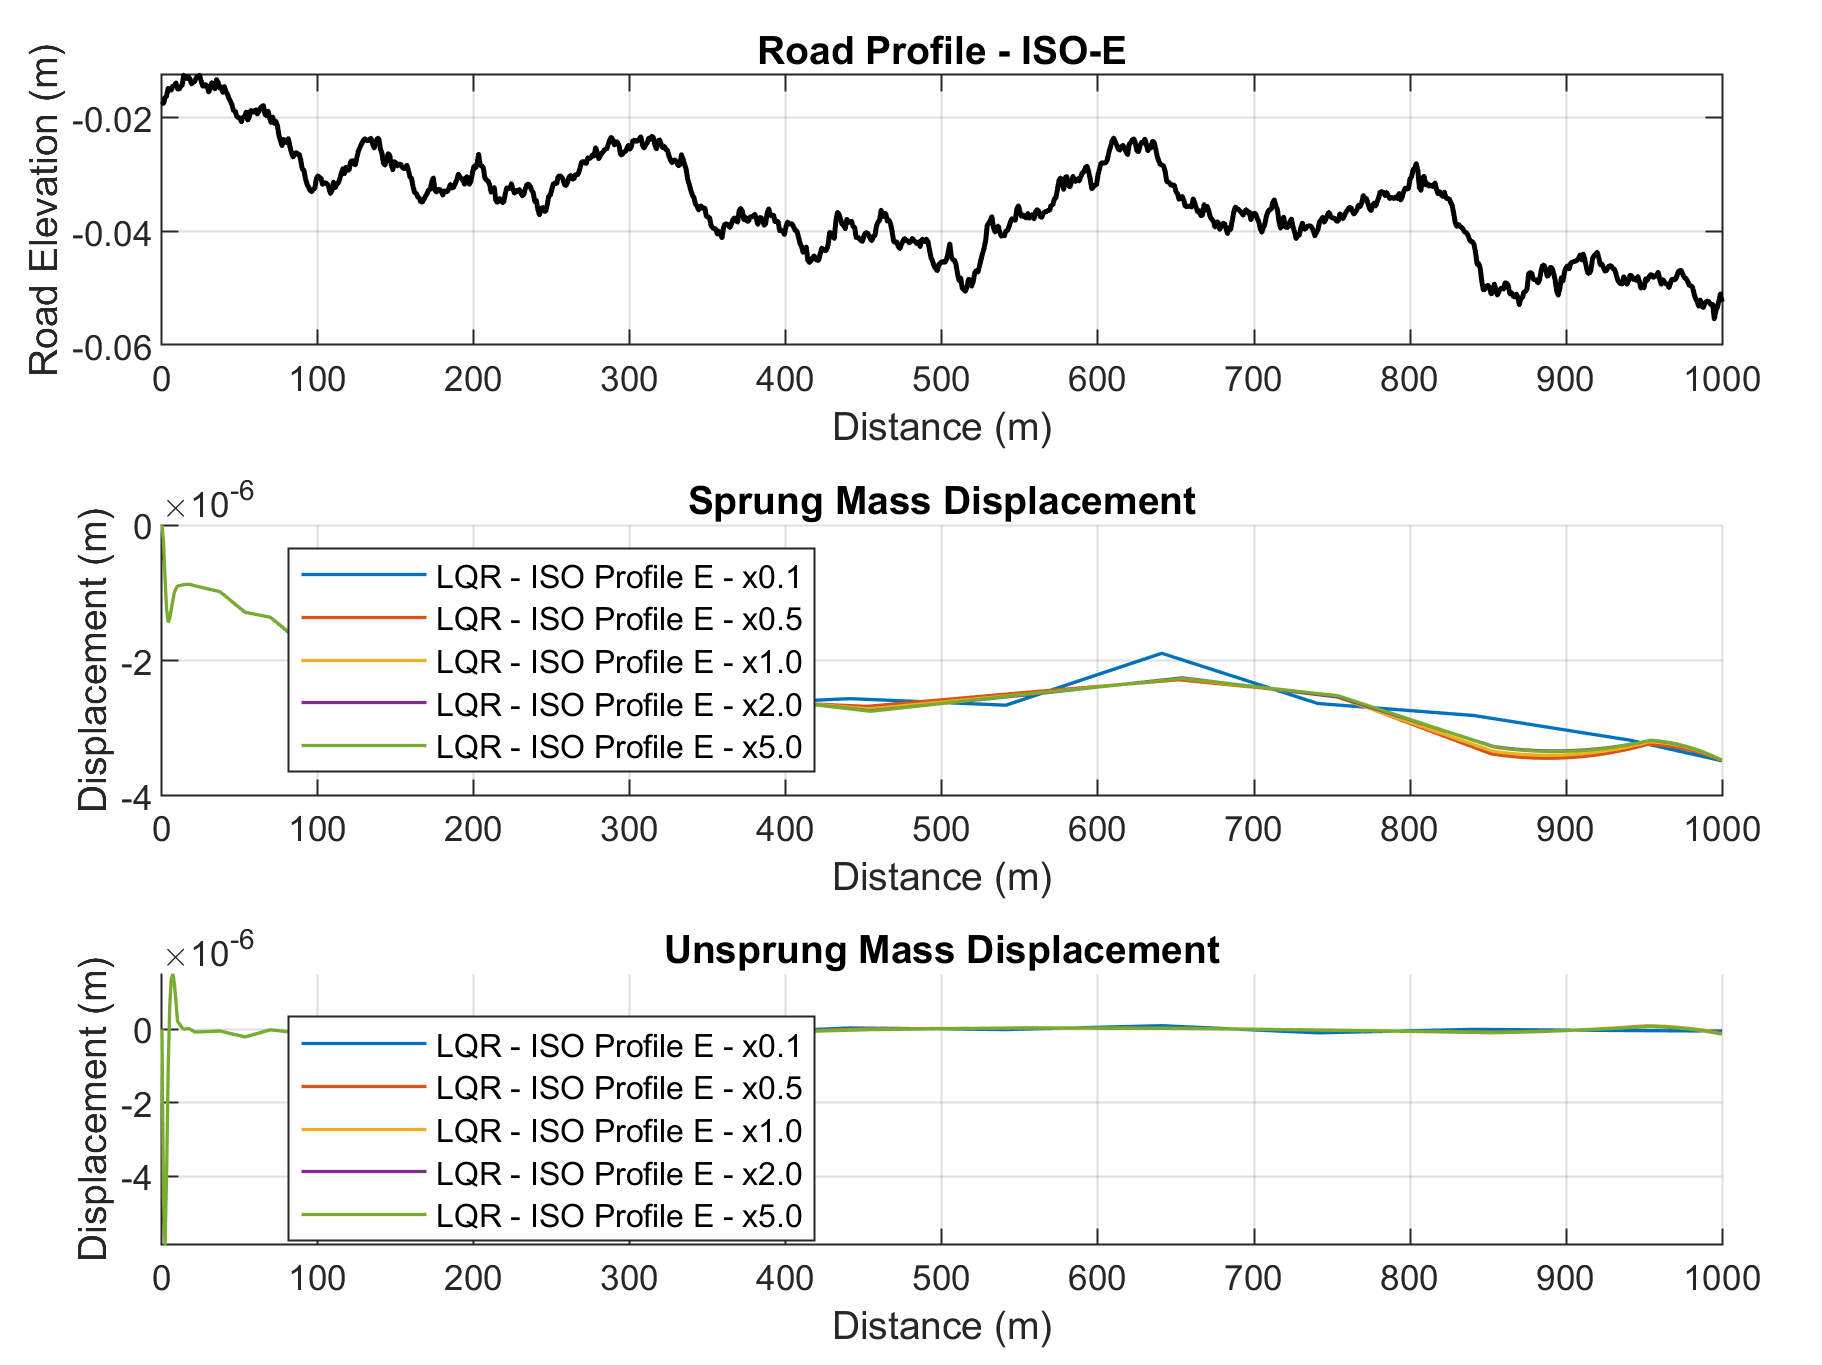 Road Profile - ISO-E
Road Elevation (m)
-0.02
-0.04
-0.06
0 100 200 300 400 500 600 700 800 900 1000
Distance (m)
Sprung Mass Displacement
×10-6
Displacement (m)
0
-2
-4
LQR - ISO Profile E - x0.1
LQR - ISO Profile E - x0.5
LQR - ISO Profile E - x1.0
LQR - ISO Profile E - x2.0
LQR - ISO Profile E - x5.0
0 100 200 300 400 500 600 700 800 900 1000
Distance (m)
Unsprung Mass Displacement
×10-6
Displacement (m)
0
-2
-4
LQR - ISO Profile E - x0.1
LQR - ISO Profile E - x0.5
LQR - ISO Profile E - x1.0
LQR - ISO Profile E - x2.0
LQR - ISO Profile E - x5.0
0 100 200 300 400 500 600 700 800 900 1000
Distance (m)